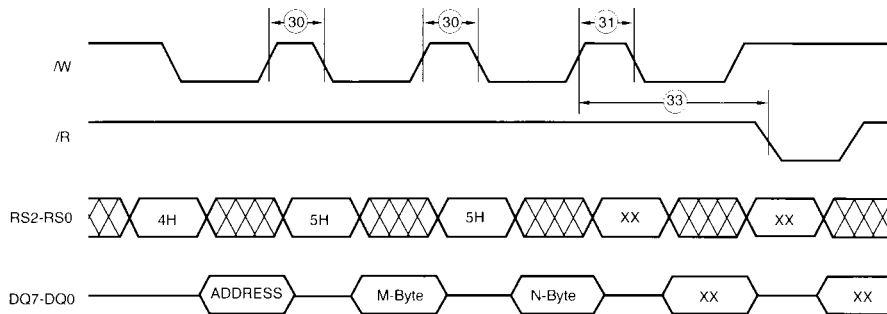 30 30 31
/W
33
/R
RS2-RS0 4H 5H 5H XX XX
DQ7-DQ0 ADDRESS M-Byte N-Byte XX XX